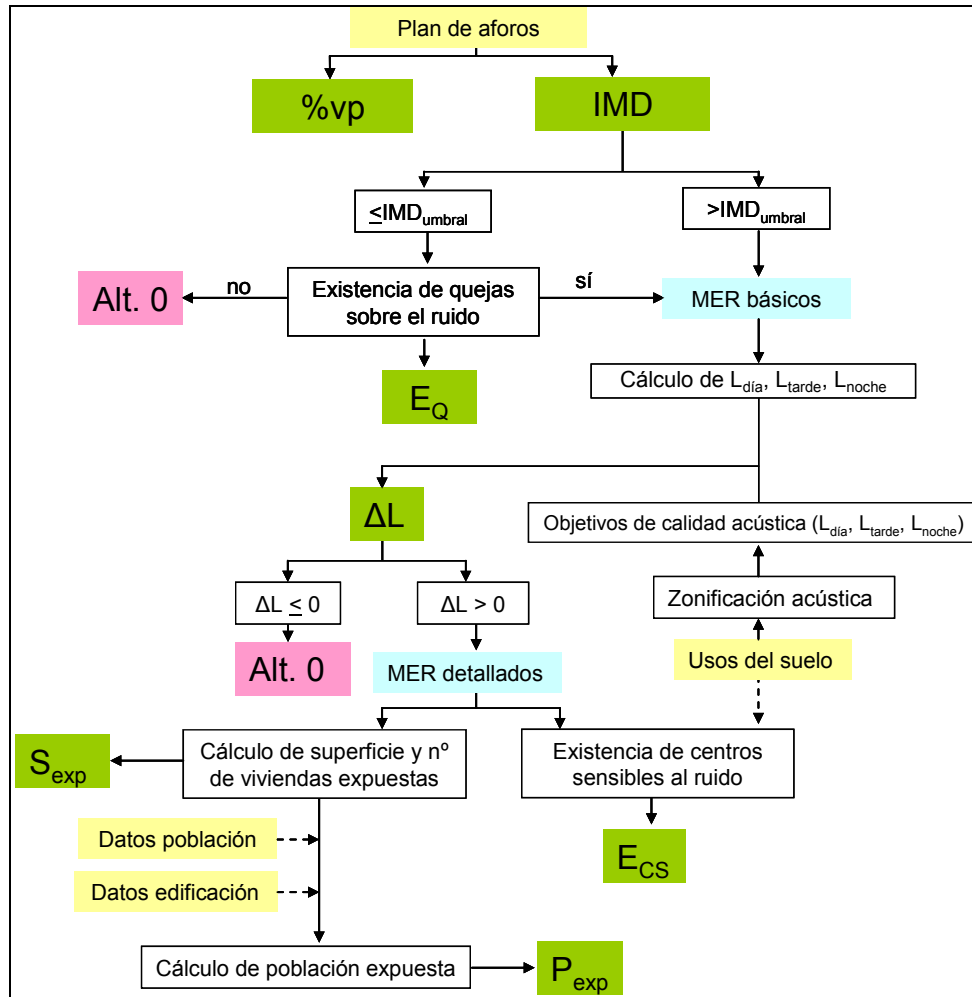 Plan de aforos
%vp
IMD
≤IMDumbral
>IMDumbral
Alt. 0
no
Existencia de quejas
sobre el ruido
sí
MER básicos
EQ
Cálculo de Ldía, Ltarde, Lnoche
ΔL
Objetivos de calidad acústica (Ldía, Ltarde, Lnoche)
ΔL ≤ 0
ΔL > 0
Zonificación acústica
Alt. 0
MER detallados
Usos del suelo
Sexp
Cálculo de superficie y nº
de viviendas expuestas
Existencia de centros
sensibles al ruido
Datos población
ECS
Datos edificación
Cálculo de población expuesta
Pexp